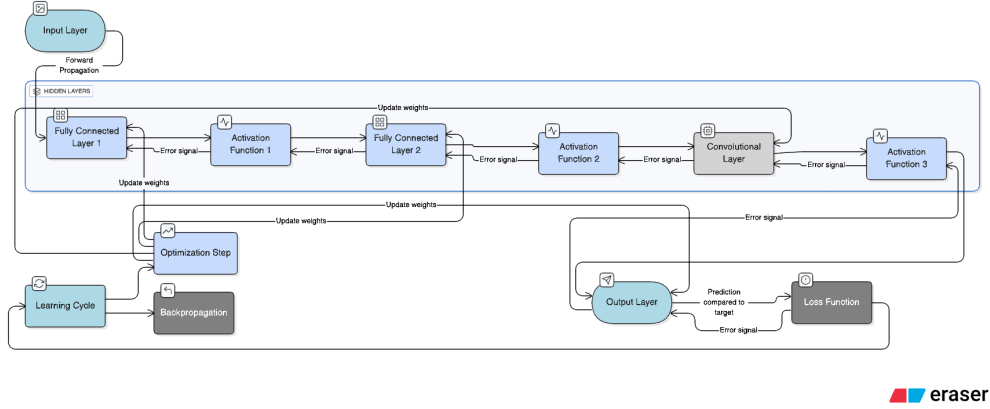 Input Layer
Forward
Propagation
HIDDEN LAYERS
Update weights
Fully Connected
Layer 1
Error signal
Activation
Function 1
Error signal
Fully Connected
Layer 2
Error signal
Activation
Function 2
Error signal
Convolutional
Layer
Error signal
Activation
Function 3
Update weights
Update weights
Update weights
Error signal
Optimization Step
Learning Cycle
Backpropagation
Output Layer
Prediction
compared to
target
Error signal
Loss Function
eraser